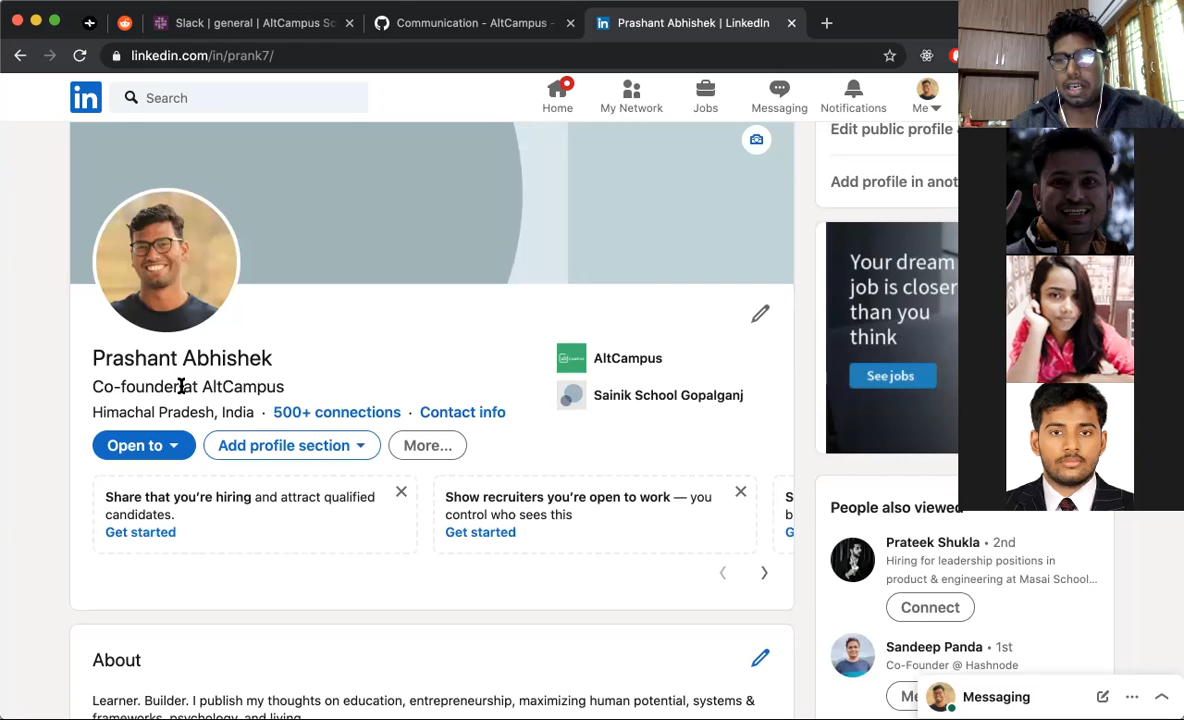 Slack | general | AltCampus Sc
Communication - AltCampus -
Prashant Abhishek | LinkedIn
linkedin.com/in/prank7/
in
Search
Home
My Network
Jobs
Messaging
Notifications
Me
Edit public profile
Add profile in anot
Your dream
job is closer
than you
think
See jobs
Prashant Abhishek
Co-founder at AltCampus
Himachal Pradesh, India · 500+ connections · Contact info
AltCampus
Sainik School Gopalganj
Open to
Add profile section
More...
Share that you're hiring and attract qualified
candidates.
Get started
Show recruiters you're open to work — you
control who sees this
Get started
S
b
G
People also viewed
Prateek Shukla • 2nd
Hiring for leadership positions in
product & engineering at Masai School...
Connect
Sandeep Panda • 1st
Co-Founder @ Hashnode
Me
About
Learner. Builder. I publish my thoughts on education, entrepreneurship, maximizing human potential, systems &
frameworks, psychology, and living
Messaging